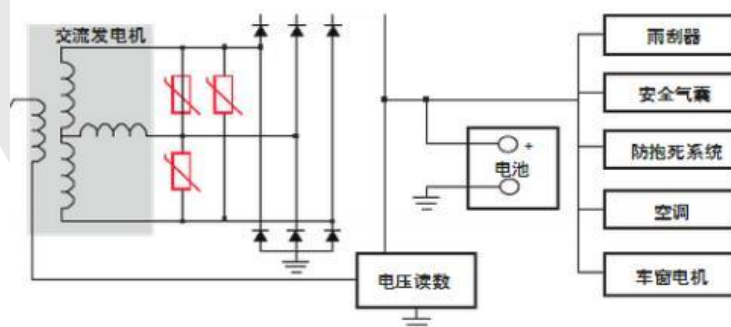 交流发电机
雨刮器
安全气囊
防抱死系统
空调
车窗电机
+
电池
电压读数